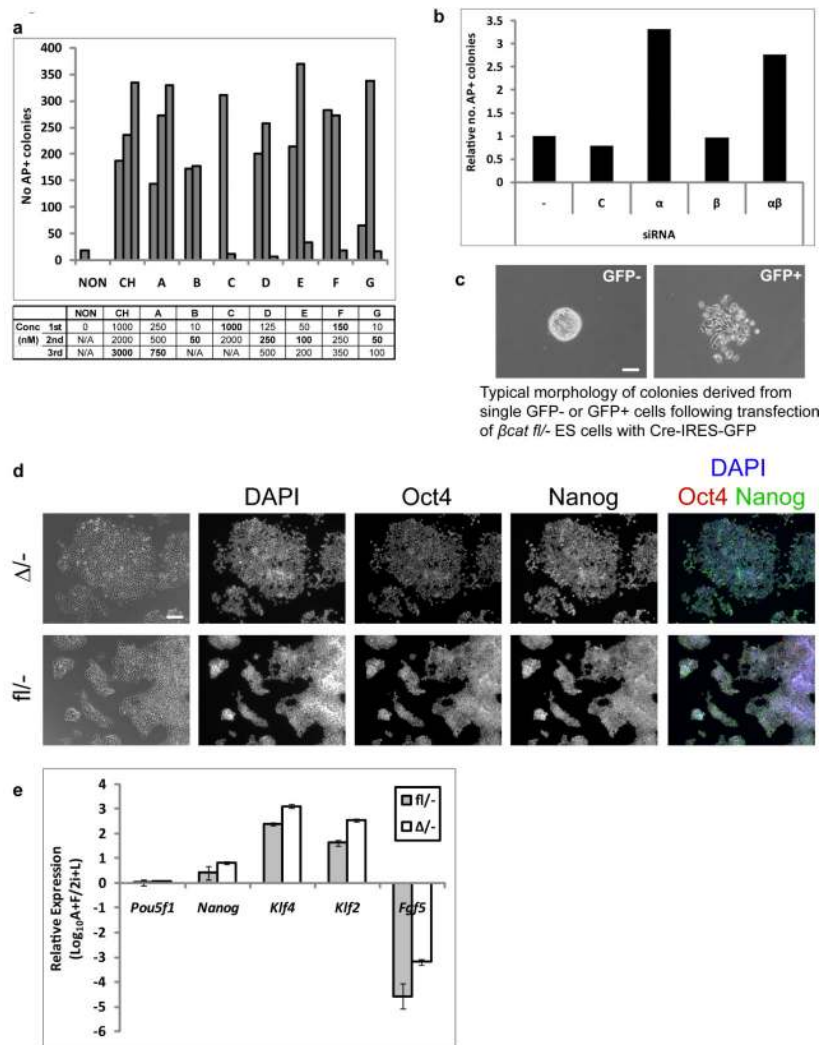 a
No AP+ colonies
400
350
300
250
200
150
100
50
0
NON CH A B C D E F G
NON CH A B C D E F G
Conc 1st 0 1000 250 10 1000 125 50 150 10
(nM) 2nd N/A 2000 500 50 2000 250 100 250 50
3rd N/A 3000 750 N/A N/A 500 200 350 100
b
Relative no. AP+ colonies
3.5
3
2.5
2
1.5
1
0.5
0
- C α β αβ
siRNA
c
GFP- GFP+
Typical morphology of colonies derived from
single GFP- or GFP+ cells following transfection
of βcat fl/- ES cells with Cre-IRES-GFP
d
DAPI Oct4 Nanog DAPI
Oct4 Nanog
Δ/-
fl/-
e
Relative Expression
(Log10A+F/2i+L)
4
3
2
1
0
-1
-2
-3
-4
-5
-6
fl/-
Δ/-
Pou5f1 Nanog Klf4 Klf2 Fgf5